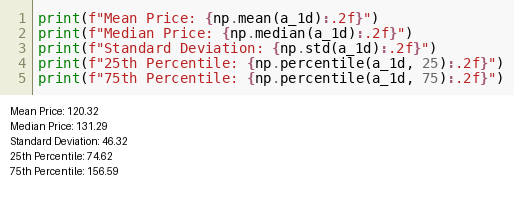 1 print(f"Mean Price: {np.mean(a_1d):.2f}")
2 print(f"Median Price: {np.median(a_1d):.2f}")
3 print(f"Standard Deviation: {np.std(a_1d):.2f}")
4 print(f"25th Percentile: {np.percentile(a_1d, 25):.2f}")
5 print(f"75th Percentile: {np.percentile(a_1d, 75):.2f}")
Mean Price: 120.32
Median Price: 131.29
Standard Deviation: 46.32
25th Percentile: 74.62
75th Percentile: 156.59